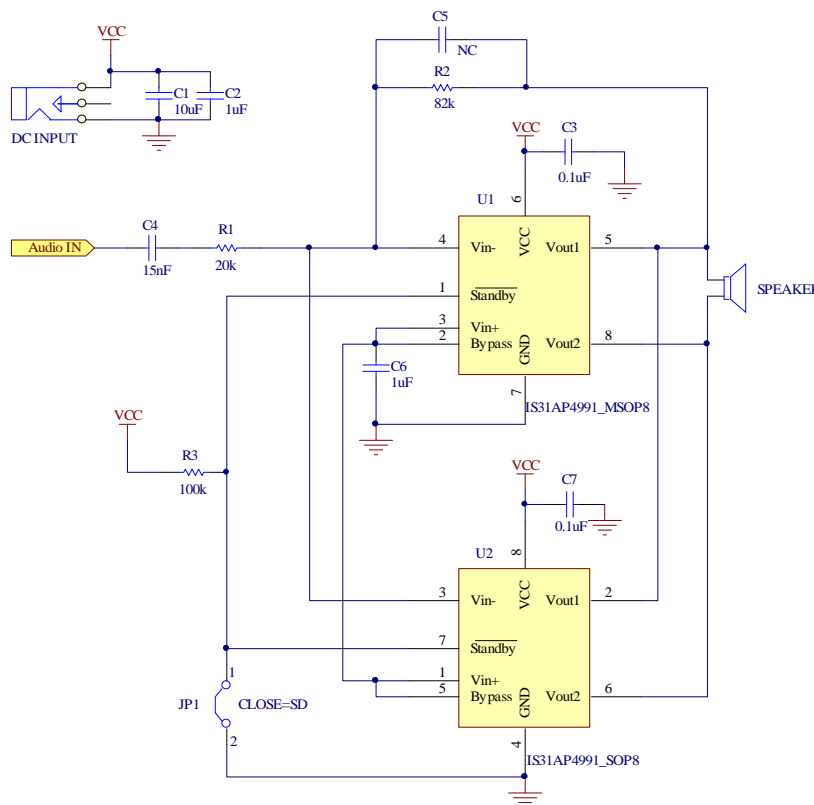 VCC
C5
NC
R2
82k
C1
10uF
C2
1uF
DC INPUT
VCC
C3
0.1uF
U1
6
C4
15nF
R1
20k
Audio IN
4
Vin-
VCC
Vout1
5
1
Standby
3
Vin+
2
Bypass
GND
Vout2
8
SPEAKER
C6
1uF
7
IS31AP4991_MSOP8
VCC
R3
100k
VCC
C7
0.1uF
U2
8
3
Vin-
VCC
Vout1
2
7
Standby
1
Vin+
5
Bypass
GND
Vout2
6
1
JP1
CLOSE=SD
2
4
IS31AP4991_SOP8